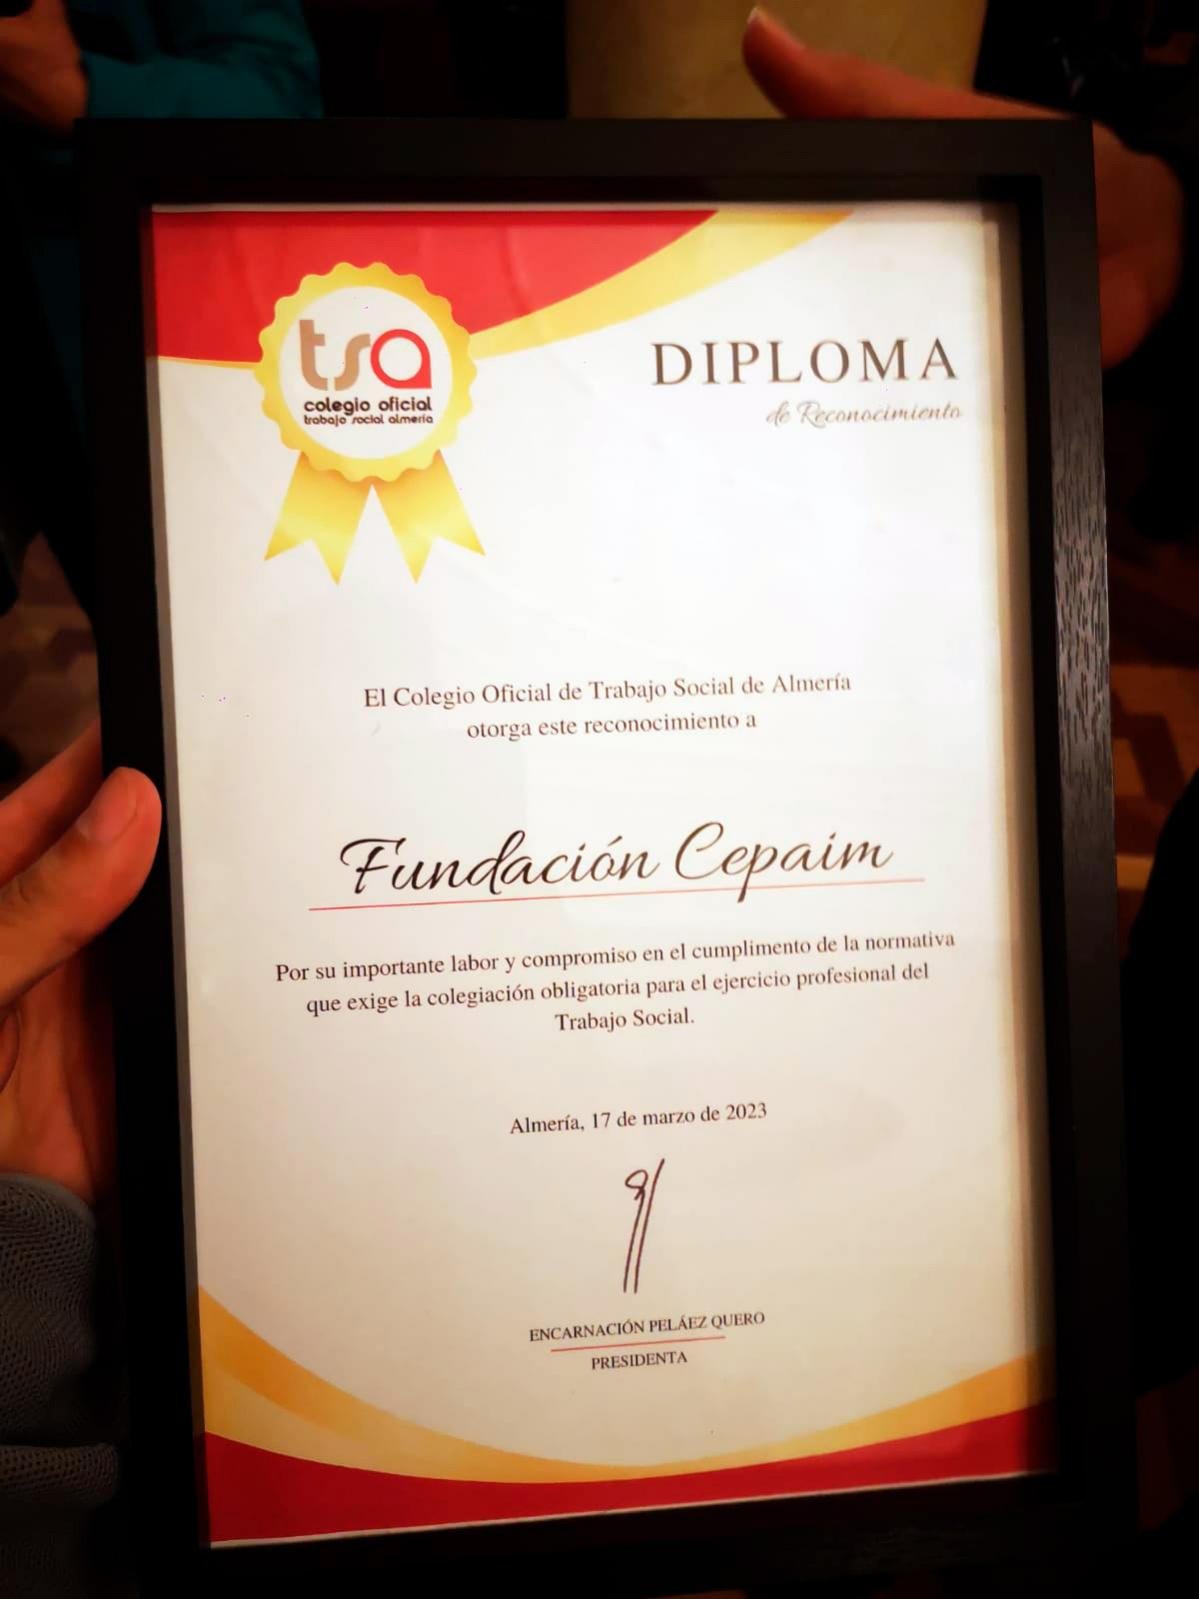 tsa
colegio oficial
trabajo social almería
DIPLOMA
de Reconocimiento
El Colegio Oficial de Trabajo Social de Almería
otorga este reconocimiento a
Fundación Cepaim
Por su importante labor y compromiso en el cumplimento de la normativa
que exige la colegiación obligatoria para el ejercicio profesional del
Trabajo Social.
Almería, 17 de marzo de 2023
ENCARNACIÓN PELÁEZ QUERO
PRESIDENTA